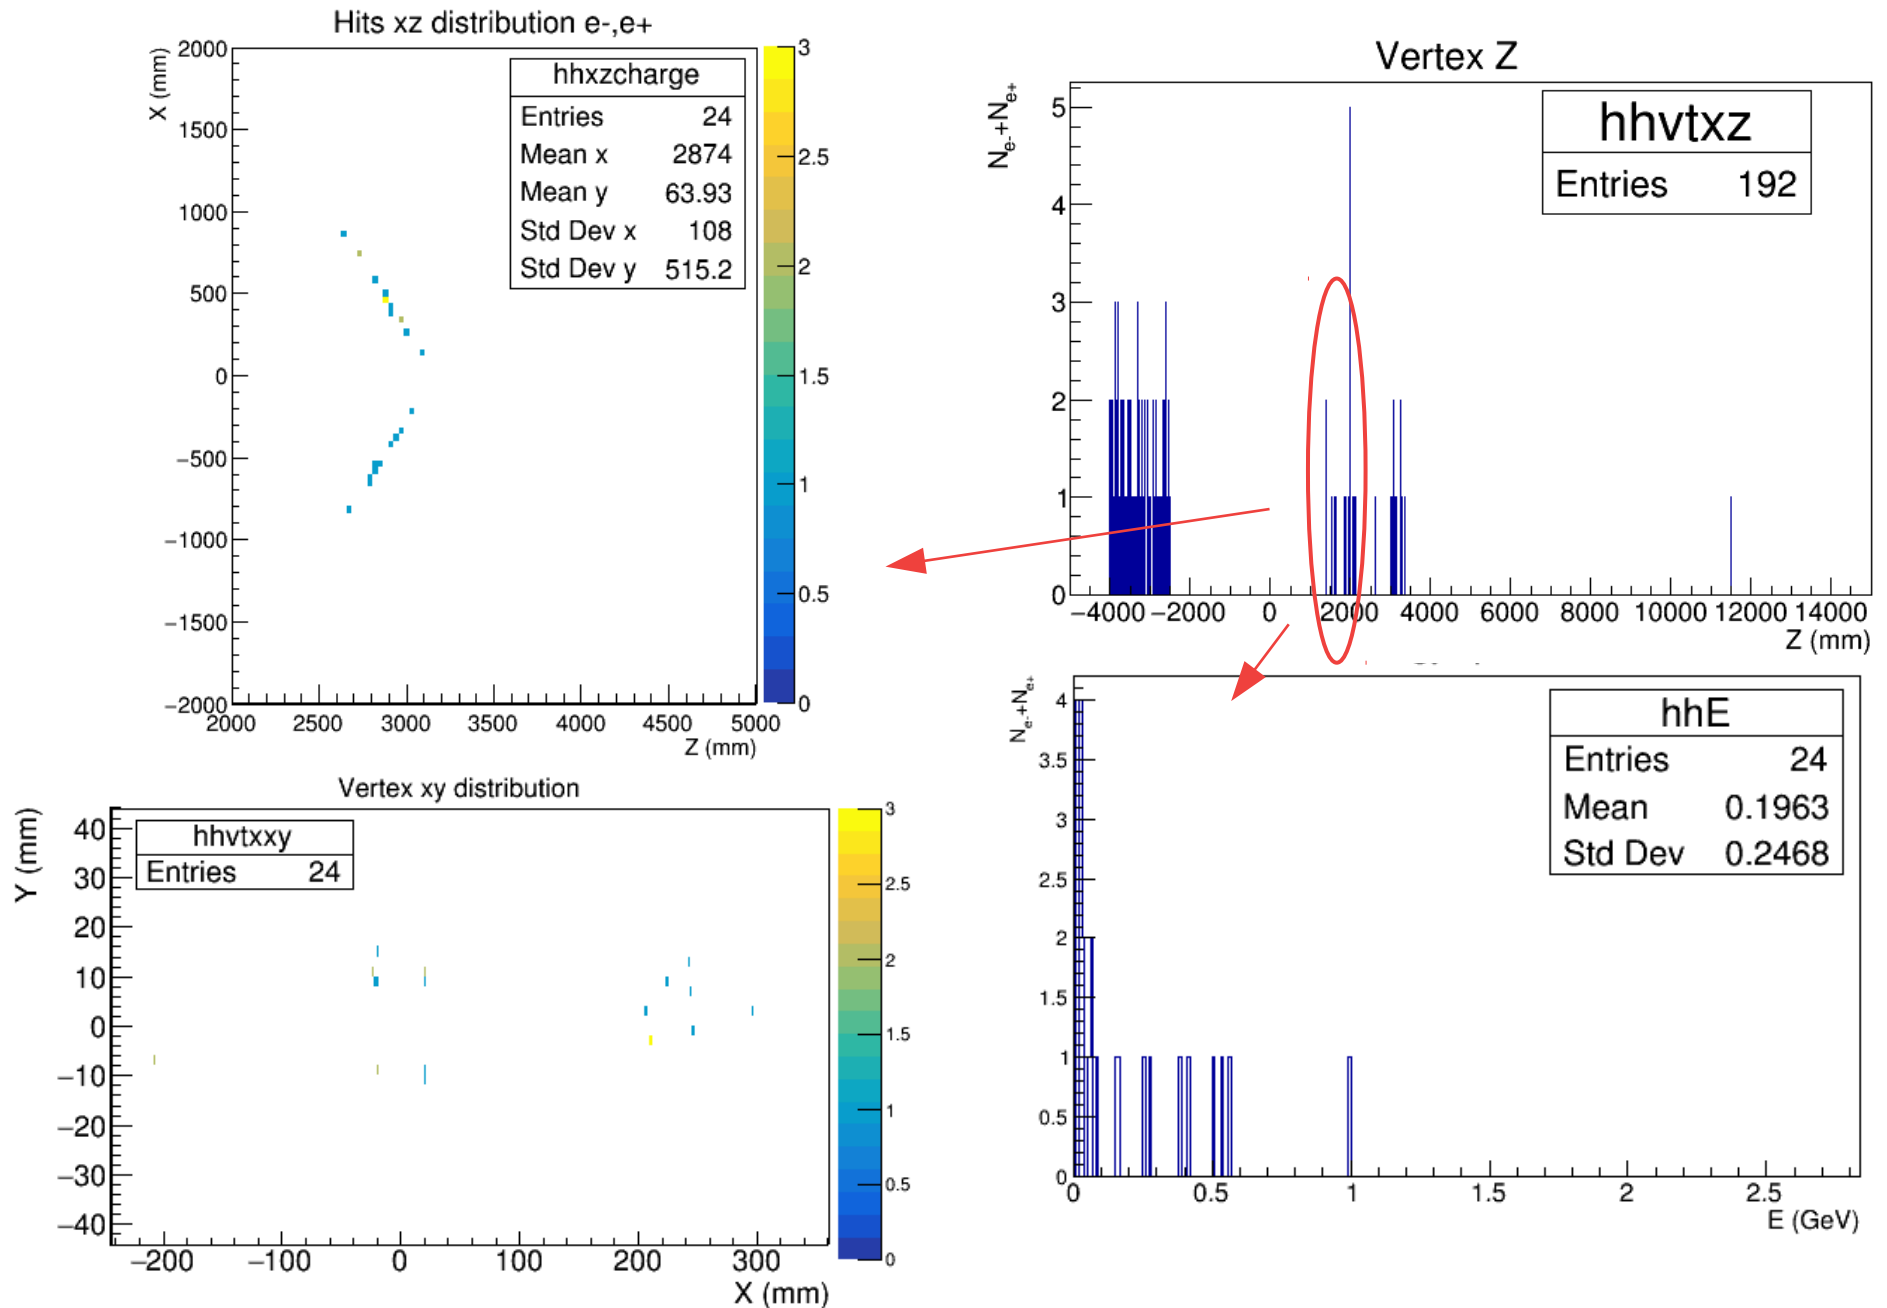 Hits xz distribution e-,e+
X (mm)
2000
1500
1000
500
0
−500
−1000
−1500
−2000
hhxzcharge
Entries 24
Mean x 2874
Mean y 63.93
Std Dev x 108
Std Dev y 515.2
2000 2500 3000 3500 4000 4500 5000
Z (mm)
3
2.5
2
1.5
1
0.5
0
Vertex Z
N_{e-}+N_{e+}
5
4
3
2
1
0
hhvtxz
Entries 192
−4000 −2000 0 2000 4000 6000 8000 10000 12000 14000
Z (mm)
Vertex xy distribution
Y (mm)
40
30
20
10
0
−10
−20
−30
−40
hhvtxxy
Entries 24
−200 −100 0 100 200 300
X (mm)
3
2.5
2
1.5
1
0.5
0
N_{e-}+N_{e+}
4
3.5
3
2.5
2
1.5
1
0.5
0
hhE
Entries 24
Mean 0.1963
Std Dev 0.2468
0 0.5 1 1.5 2 2.5
E (GeV)